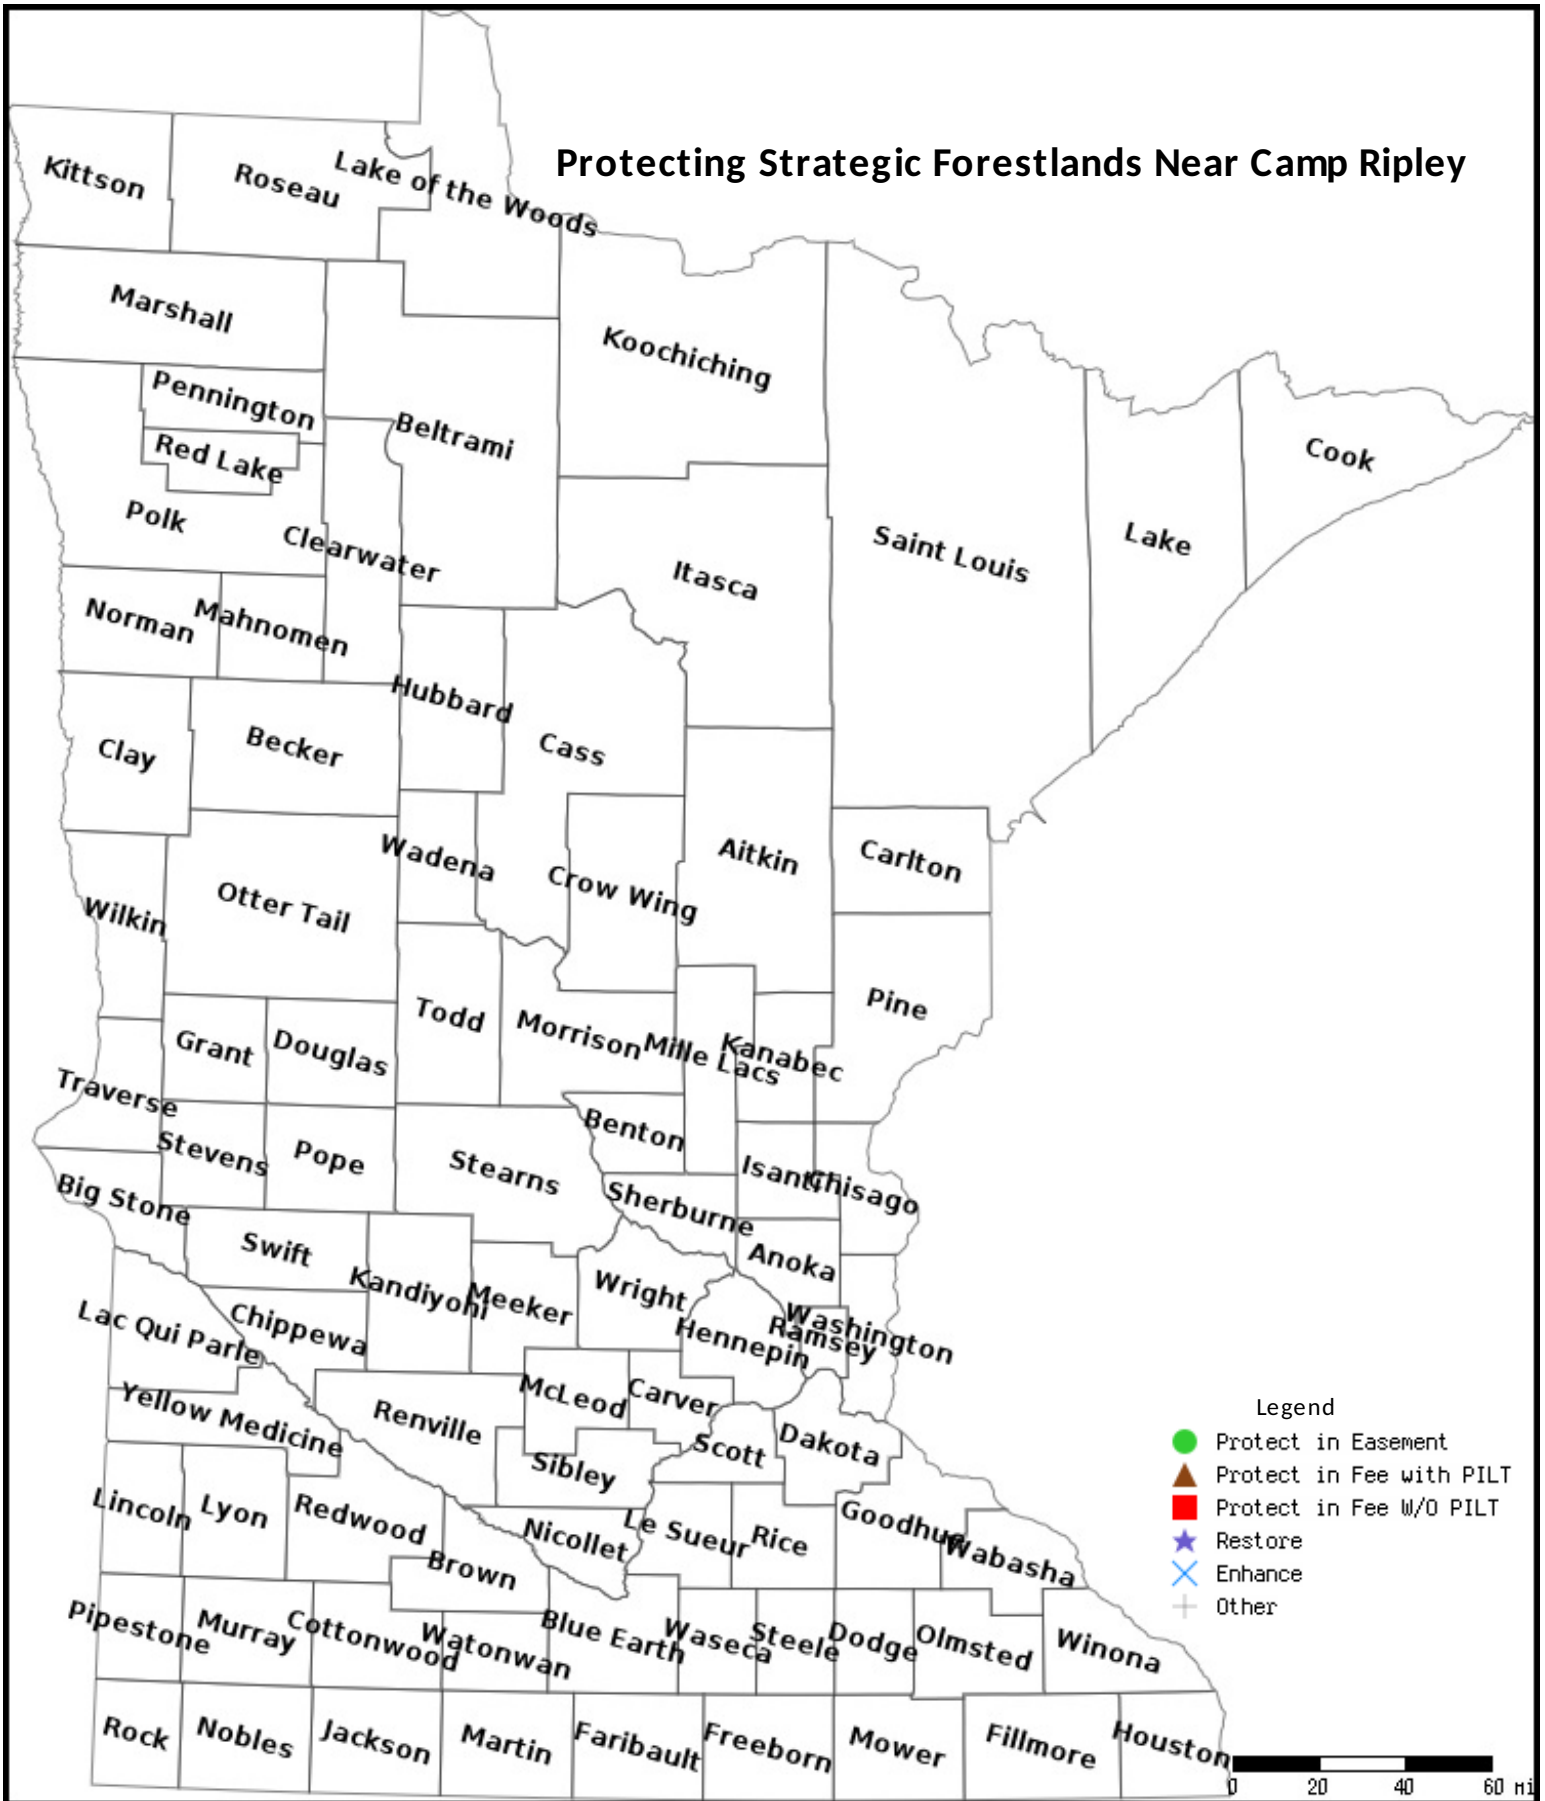 Protecting Strategic Forestlands Near Camp Ripley
Kittson
Roseau
Lake of the Woods
Marshall
Koochiching
Pennington
Beltrami
Red Lake
Cook
Polk
Clearwater
Saint Louis
Lake
Itasca
Norman
Mahnomen
Hubbard
Clay
Becker
Cass
Wadena
Aitkin
Carlton
Crow Wing
Otter Tail
Wilkin
Pine
Todd
Morrison
Mille Lacs
Kanabec
Grant
Douglas
Traverse
Benton
Stevens
Pope
Stearns
Isanti
Chisago
Big Stone
Sherburne
Swift
Anoka
Kandiyohi
Meeker
Wright
Washington
Ramsey
Hennepin
Lac Qui Parle
Chippewa
McLeod
Carver
Yellow Medicine
Renville
Scott
Dakota
Sibley
Lincoln
Lyon
Redwood
Nicollet
Le Sueur
Rice
Goodhue
Wabasha
Brown
Pipestone
Murray
Cottonwood
Watonwan
Blue Earth
Waseca
Steele
Dodge
Olmsted
Winona
Rock
Nobles
Jackson
Martin
Faribault
Freeborn
Mower
Fillmore
Houston
Legend
Protect in Easement
Protect in Fee with PILT
Protect in Fee W/O PILT
Restore
Enhance
Other
0 20 40 60 mi